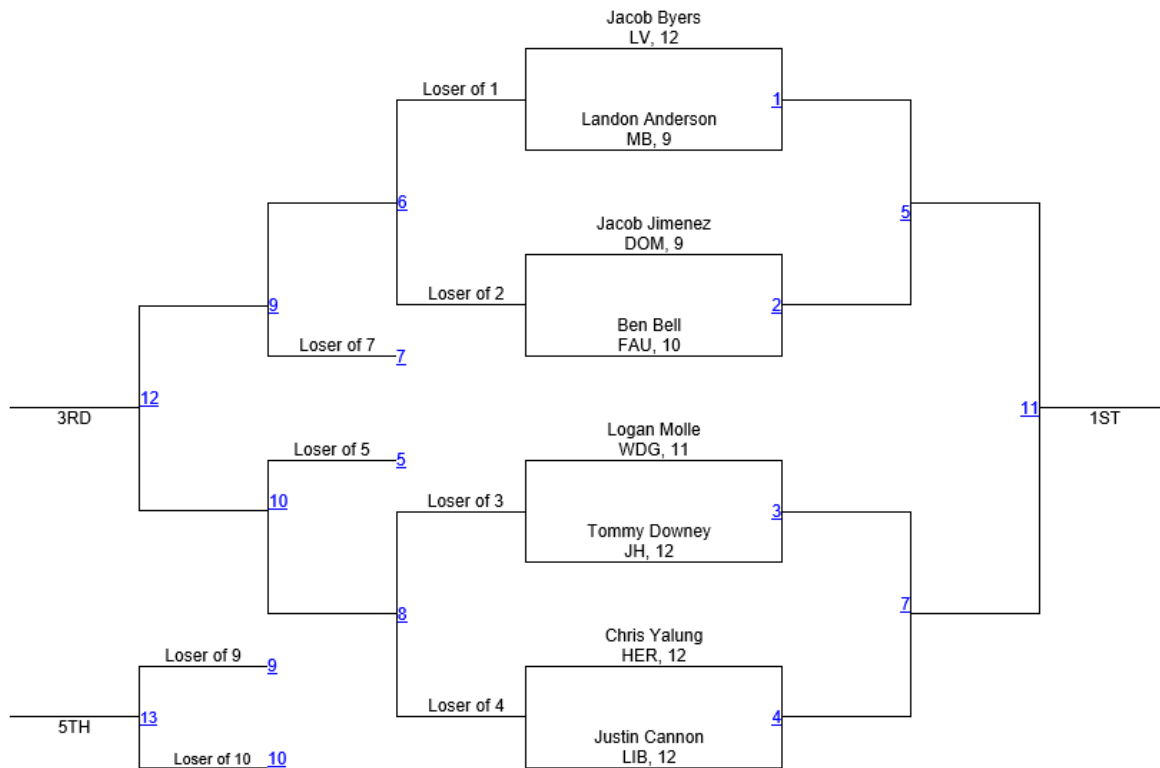 Jacob Byers
LV, 12
Loser of 1
1
Landon Anderson
MB, 9
6
5
Jacob Jimenez
DOM, 9
Loser of 2
2
9
Ben Bell
FAU, 10
Loser of 7
7
12
3RD
11
1ST
Logan Molle
WDG, 11
Loser of 5
5
10
Loser of 3
3
Tommy Downey
JH, 12
8
7
Chris Yalung
HER, 12
Loser of 9
9
Loser of 4
4
13
5TH
Justin Cannon
LIB, 12
Loser of 10
10